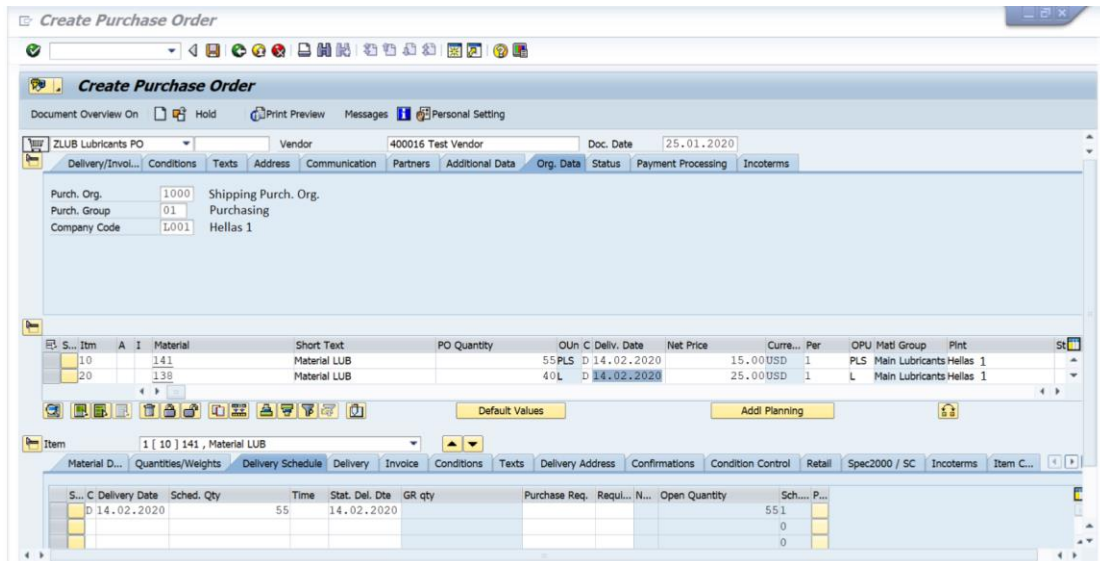 Create Purchase Order
Create Purchase Order
Document Overview On Hold Print Preview Messages Personal Setting
ZLUB Lubricants PO Vendor 400016 Test Vendor Doc. Date 25.01.2020
Delivery/Invoi... Conditions Texts Address Communication Partners Additional Data Org. Data Status Payment Processing Incoterms
Purch. Org. 1000 Shipping Purch. Org.
Purch. Group 01 Purchasing
Company Code L001 Hellas 1
S... Itm A I Material Short Text PO Quantity OUn C Deliv. Date Net Price Curre... Per OPU Matl Group Plnt St
10 141 Material LUB 55 PLS D 14.02.2020 15.00 USD 1 PLS Main Lubricants Hellas 1
20 138 Material LUB 40 L D 14.02.2020 25.00 USD 1 L Main Lubricants Hellas 1
Default Values Addl Planning
Item 1 [ 10 ] 141 , Material LUB
Material D... Quantities/Weights Delivery Schedule Delivery Invoice Conditions Texts Delivery Address Confirmations Condition Control Retail Spec2000 / SC Incoterms Item C...
S... C Delivery Date Sched. Qty Time Stat. Del. Dte GR qty Purchase Req. Requi... N... Open Quantity Sch.... P...
D 14.02.2020 55 14.02.2020 55 1
0
0